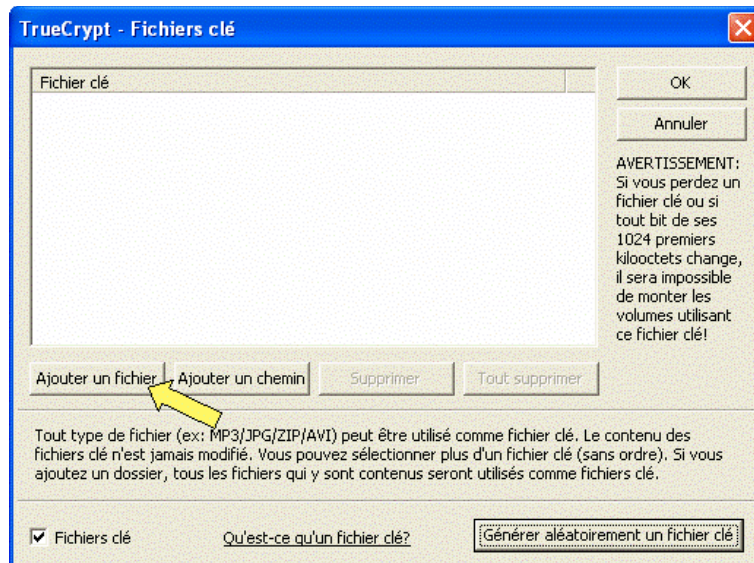 TrueCrypt - Fichiers clé
Fichier clé
OK
Annuler
AVERTISSEMENT:
Si vous perdez un
fichier clé ou si
tout bit de ses
1024 premiers
kilooctets change,
il sera impossible
de monter les
volumes utilisant
ce fichier clé!
Ajouter un fichier
Ajouter un chemin
Supprimer
Tout supprimer
Tout type de fichier (ex: MP3/JPG/ZIP/AVI) peut être utilisé comme fichier clé. Le contenu des
fichiers clé n'est jamais modifié. Vous pouvez sélectionner plus d'un fichier clé (sans ordre). Si vous
ajoutez un dossier, tous les fichiers qui y sont contenus seront utilisés comme fichiers clé.
Fichiers clé
Qu'est-ce qu'un fichier clé?
Générer aléatoirement un fichier clé